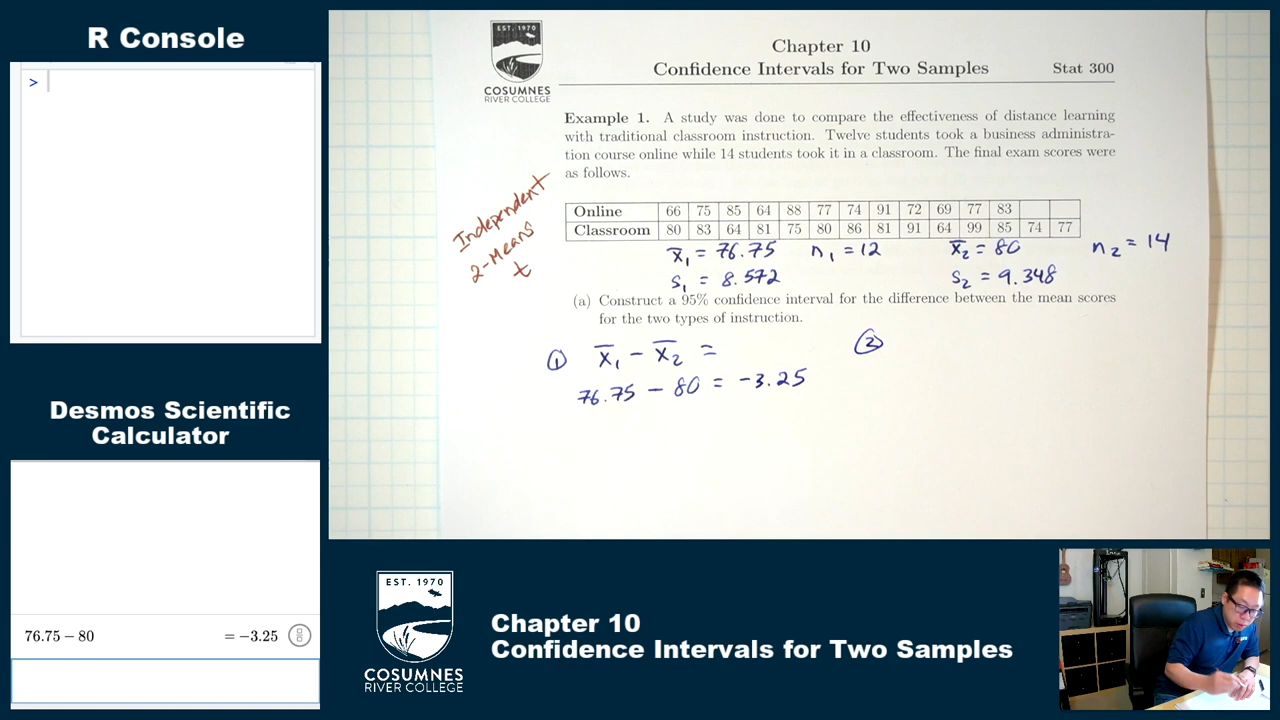 R Console
>
Desmos Scientific
Calculator
76.75 – 80
= –3.25
EST. 1970
COSUMNES
RIVER COLLEGE
Chapter 10
Confidence Intervals for Two Samples
Stat 300
Example 1. A study was done to compare the effectiveness of distance learning
with traditional classroom instruction. Twelve students took a business administra-
tion course online while 14 students took it in a classroom. The final exam scores were
as follows.
Independent
2-Means
t
Online 66 75 85 64 88 77 74 91 72 69 77 83
Classroom 80 83 64 81 75 80 86 81 91 64 99 85 74 77
x̄₁ = 76.75 n₁ = 12 x̄₂ = 80 n₂ = 14
s₁ = 8.572 s₂ = 9.348
(a) Construct a 95% confidence interval for the difference between the mean scores
for the two types of instruction.
① x̄₁ – x̄₂ = ②
76.75 – 80 = –3.25
EST. 1970
COSUMNES
RIVER COLLEGE
Chapter 10
Confidence Intervals for Two Samples